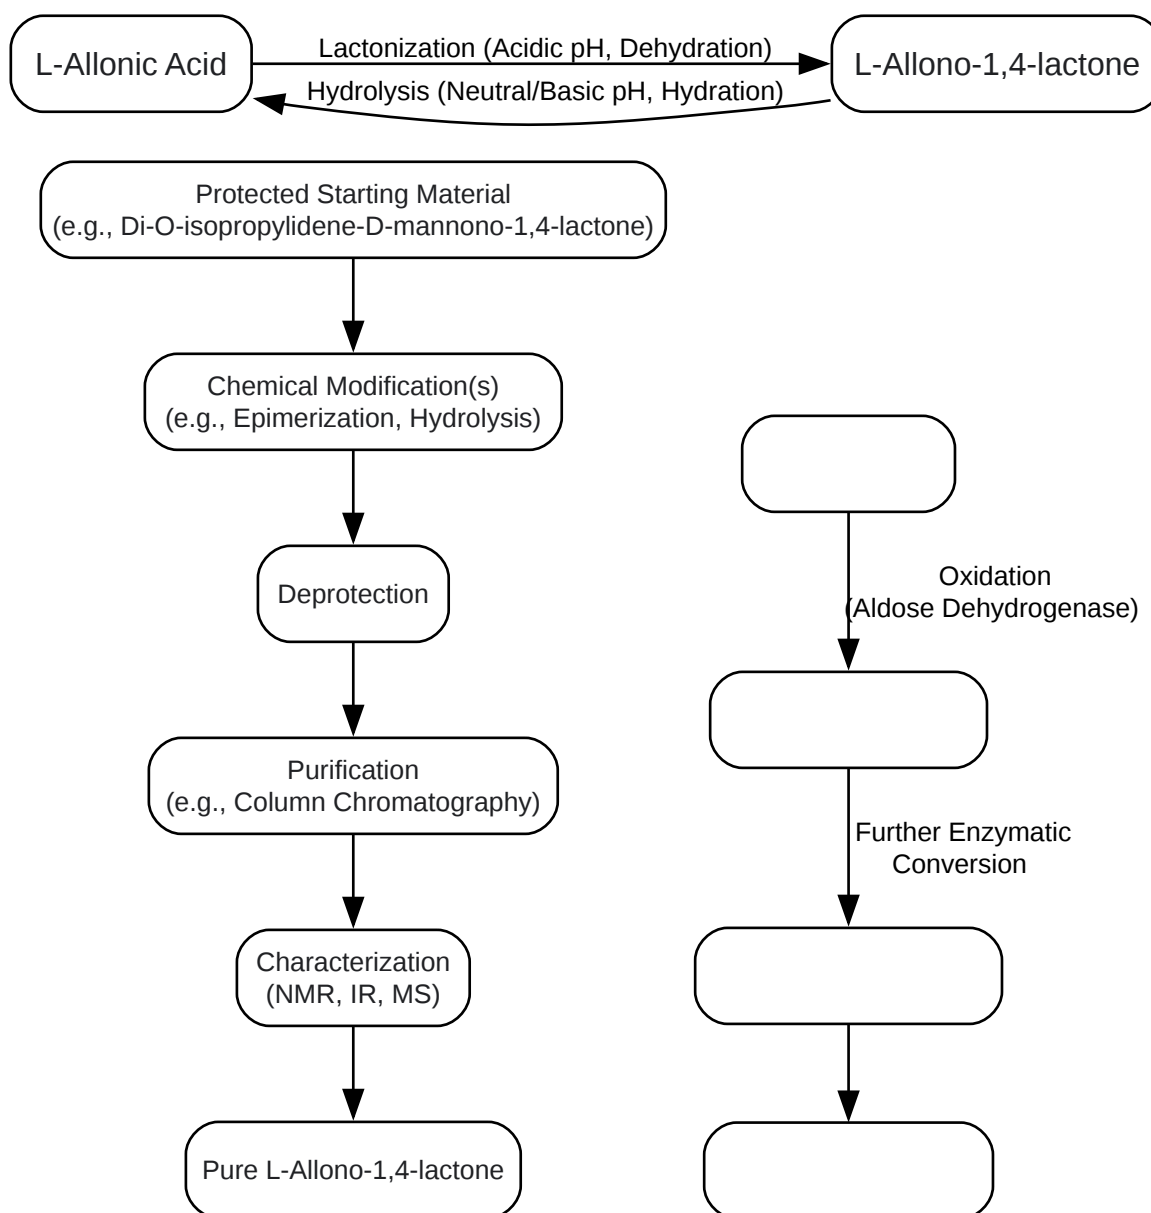 L-Allonic Acid
Lactonization (Acidic pH, Dehydration)
L-Allono-1,4-lactone
Hydrolysis (Neutral/Basic pH, Hydration)
Protected Starting Material
(e.g., Di-O-isopropylidene-D-mannono-1,4-lactone)
Chemical Modification(s)
(e.g., Epimerization, Hydrolysis)
Deprotection
Purification
(e.g., Column Chromatography)
Characterization
(NMR, IR, MS)
Pure L-Allono-1,4-lactone
Oxidation
(Aldose Dehydrogenase)
Further Enzymatic
Conversion